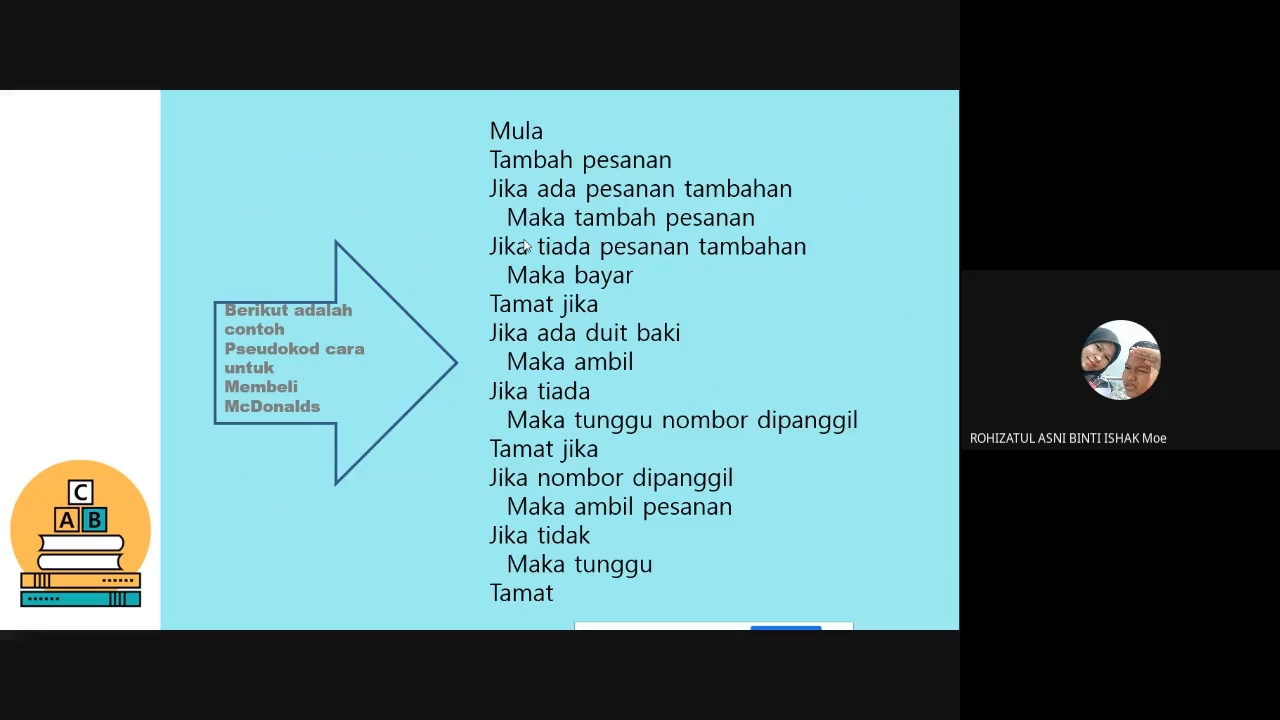 Mula
Tambah pesanan
Jika ada pesanan tambahan
Maka tambah pesanan
Jika tiada pesanan tambahan
Maka bayar
Tamat jika
Jika ada duit baki
Maka ambil
Jika tiada
Maka tunggu nombor dipanggil
Tamat jika
Jika nombor dipanggil
Maka ambil pesanan
Jika tidak
Maka tunggu
Tamat
Berikut adalah
contoh
Pseudokod cara
untuk
Membeli
McDonalds
C
A B
ROHIZATUL ASNI BINTI ISHAK Moe